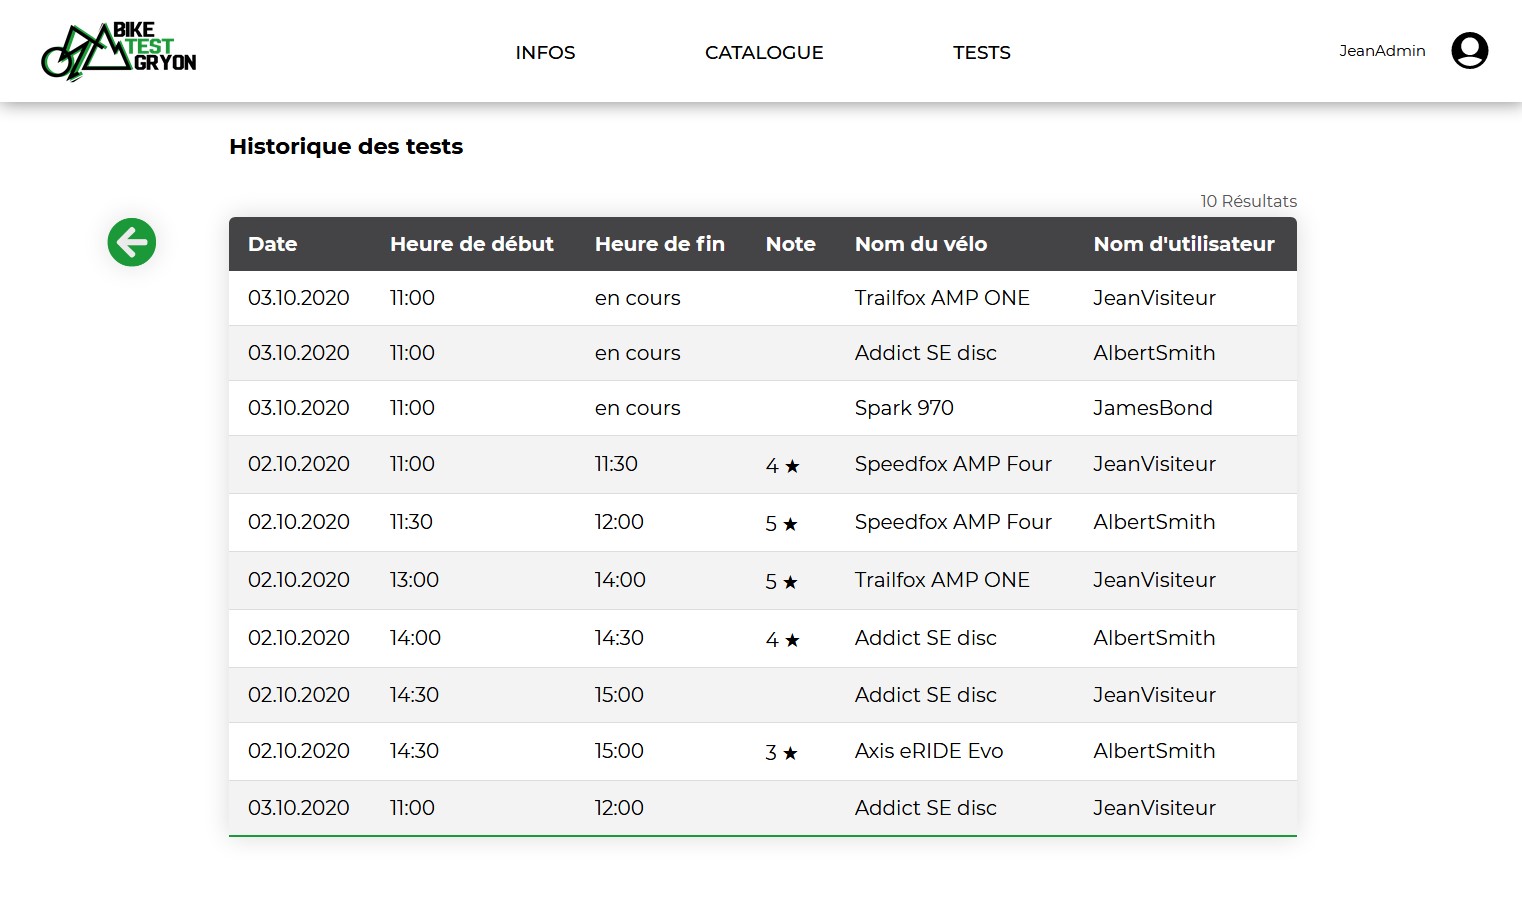 BIKE
TEST
GRYON
INFOS CATALOGUE TESTS JeanAdmin
Historique des tests
10 Résultats
Date Heure de début Heure de fin Note Nom du vélo Nom d'utilisateur
03.10.2020 11:00 en cours Trailfox AMP ONE JeanVisiteur
03.10.2020 11:00 en cours Addict SE disc AlbertSmith
03.10.2020 11:00 en cours Spark 970 JamesBond
02.10.2020 11:00 11:30 4 ★ Speedfox AMP Four JeanVisiteur
02.10.2020 11:30 12:00 5 ★ Speedfox AMP Four AlbertSmith
02.10.2020 13:00 14:00 5 ★ Trailfox AMP ONE JeanVisiteur
02.10.2020 14:00 14:30 4 ★ Addict SE disc AlbertSmith
02.10.2020 14:30 15:00 Addict SE disc JeanVisiteur
02.10.2020 14:30 15:00 3 ★ Axis eRIDE Evo AlbertSmith
03.10.2020 11:00 12:00 Addict SE disc JeanVisiteur